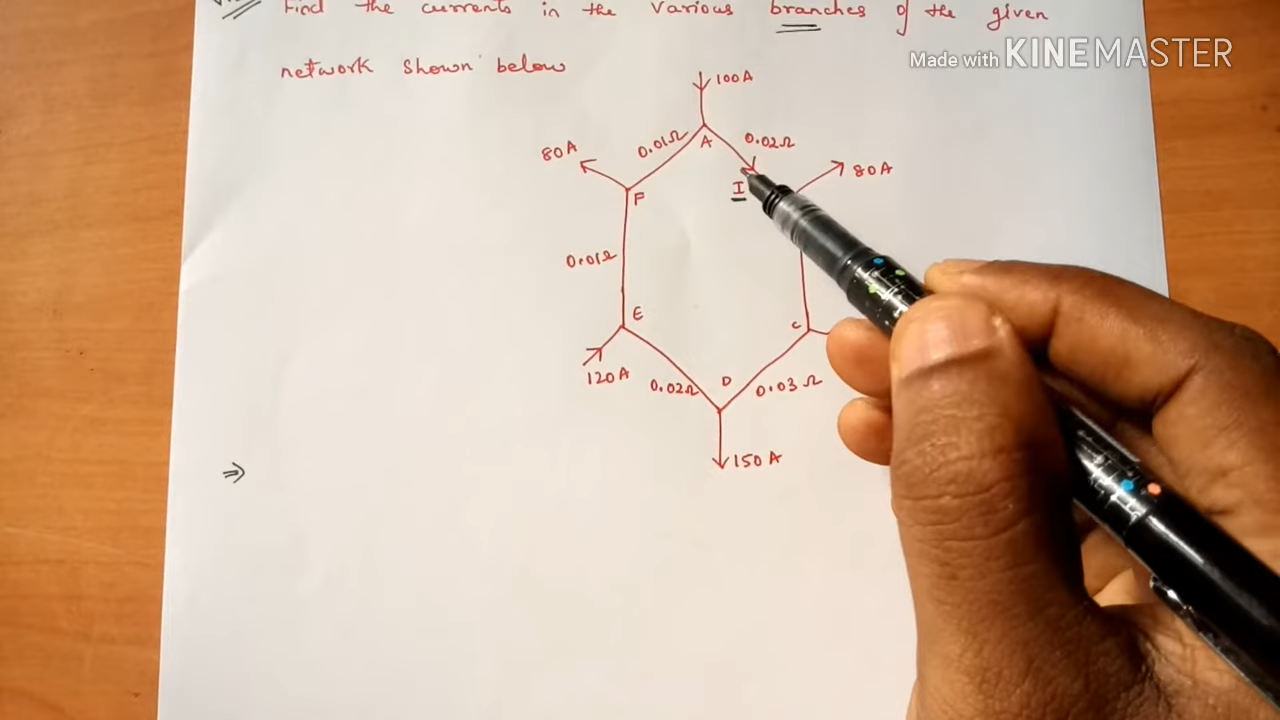 Find the currents in the various branches of the given
Made with KINEMASTER
network shown below
100A
0.01Ω
A
0.02Ω
80A
80A
F
I
0.01Ω
E
C
120A
0.02Ω
D
0.03Ω
150A